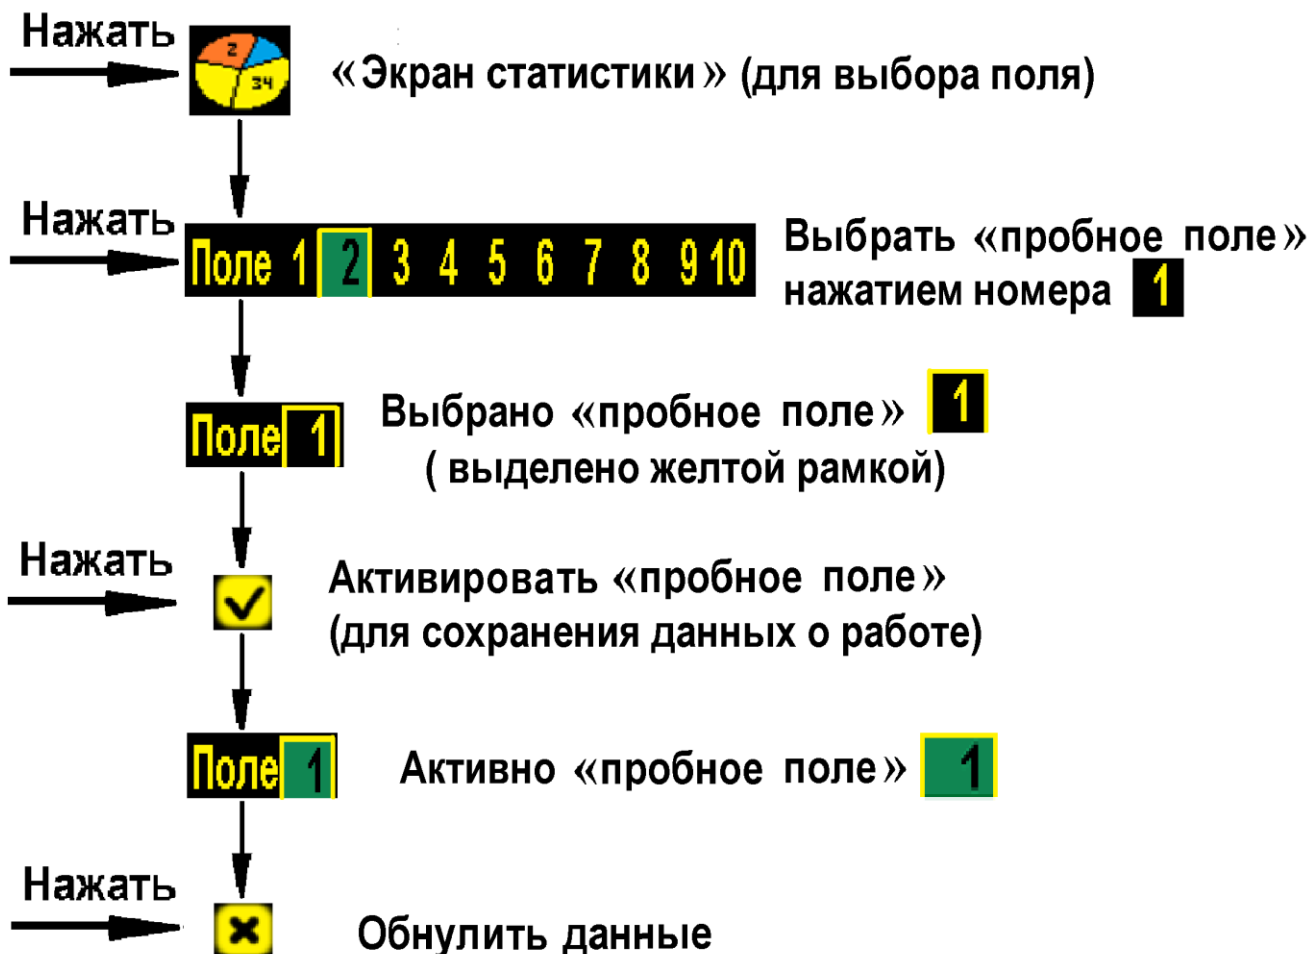 Нажать
2
34
«Экран статистики» (для выбора поля)
Нажать
Поле 1 2 3 4 5 6 7 8 9 10
Выбрать «пробное поле»
нажатием номера 1
Поле 1
Выбрано «пробное поле» 1
( выделено желтой рамкой)
Нажать
Активировать «пробное поле»
(для сохранения данных о работе)
Поле 1
Активно «пробное поле» 1
Нажать
Обнулить данные